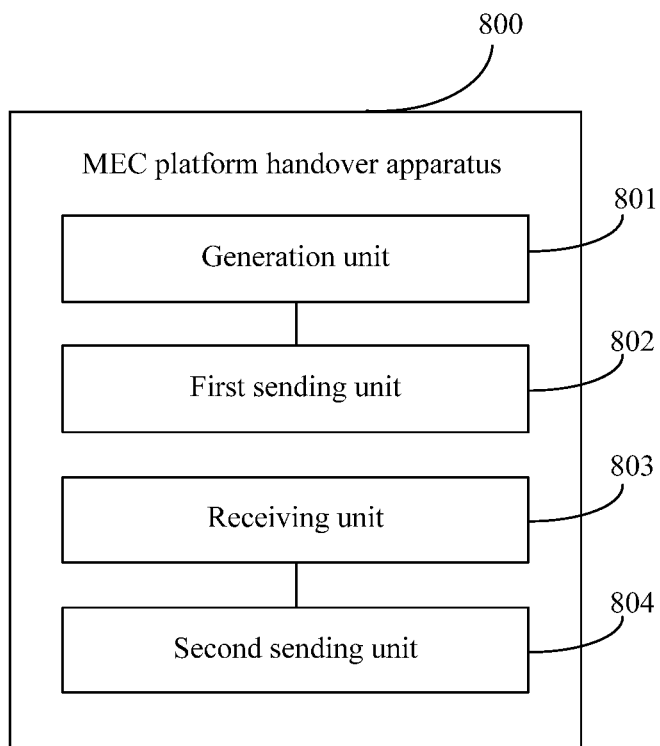 800
MEC platform handover apparatus
801
Generation unit
802
First sending unit
803
Receiving unit
804
Second sending unit